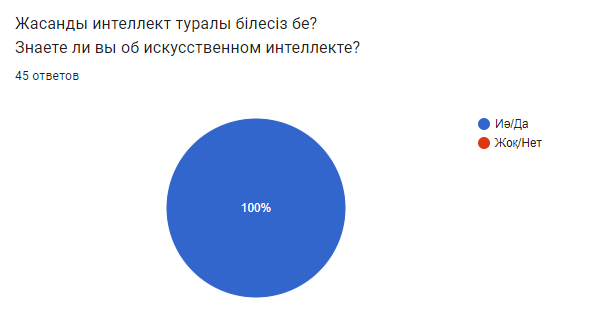 Жасанды интеллект туралы білесіз бе?
Знаете ли вы об искусственном интеллекте?
45 ответов
Иә/Да
Жоқ/Нет
100%